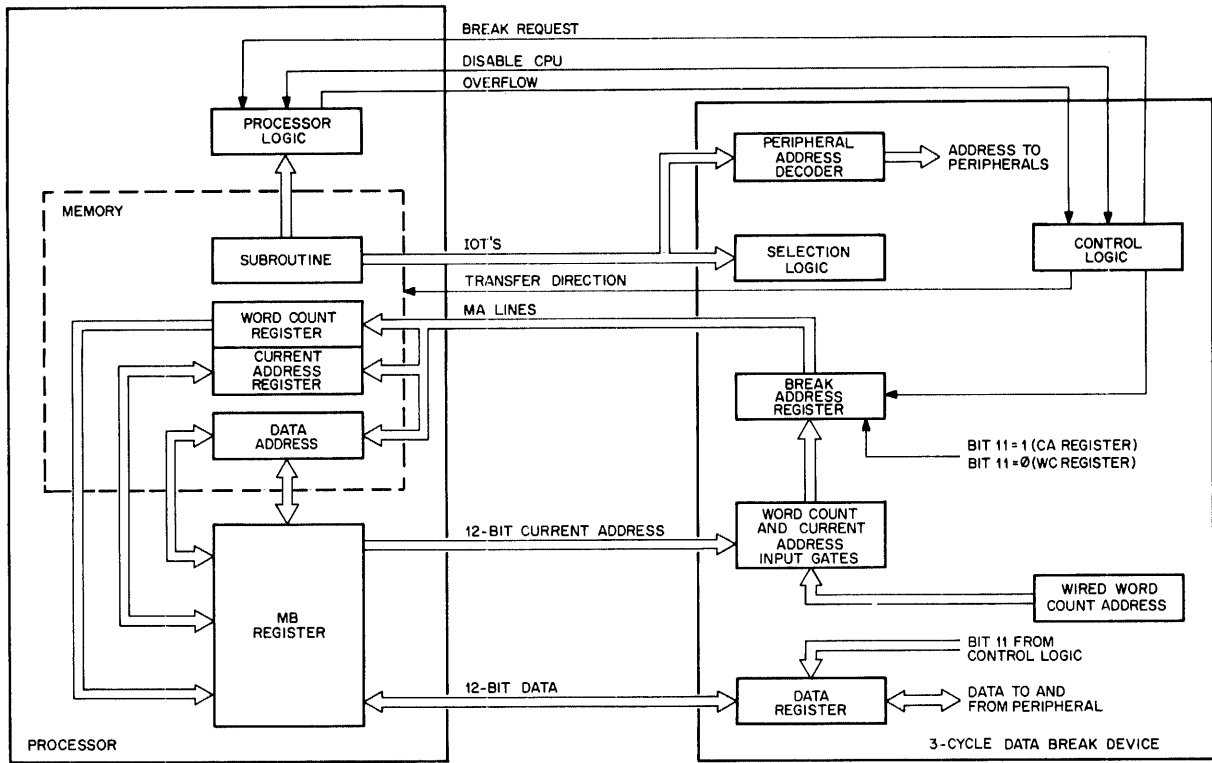 BREAK REQUEST
DISABLE CPU
OVERFLOW
PROCESSOR
LOGIC
PERIPHERAL
ADDRESS
DECODER
ADDRESS TO
PERIPHERALS
MEMORY
SUBROUTINE
IOT'S
SELECTION
LOGIC
CONTROL
LOGIC
TRANSFER DIRECTION
WORD COUNT
REGISTER
MA LINES
CURRENT
ADDRESS
REGISTER
BREAK
ADDRESS
REGISTER
DATA
ADDRESS
BIT 11=1 (CA REGISTER)
BIT 11=Ø (WC REGISTER)
12-BIT CURRENT ADDRESS
WORD COUNT
AND CURRENT
ADDRESS
INPUT GATES
WIRED WORD
COUNT ADDRESS
MB
REGISTER
BIT 11 FROM
CONTROL LOGIC
12-BIT DATA
DATA
REGISTER
DATA TO AND
FROM PERIPHERAL
PROCESSOR
3-CYCLE DATA BREAK DEVICE